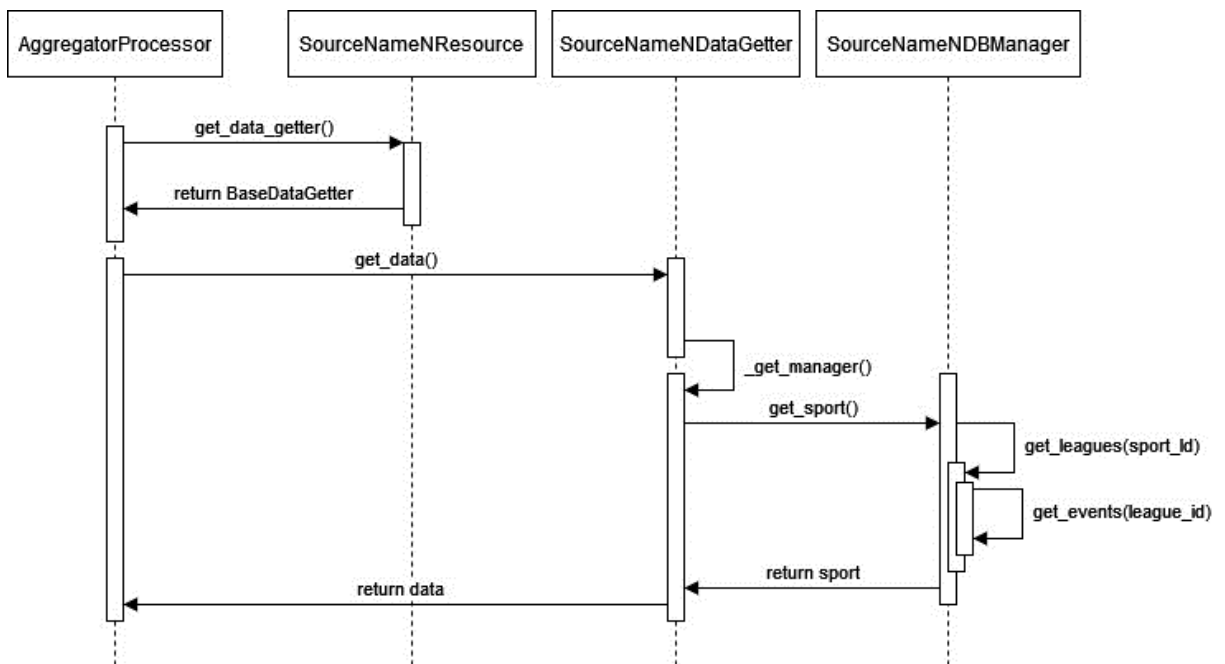 AggregatorProcessor
SourceNameNResource
SourceNameNDataGetter
SourceNameNDBManager
get_data_getter()
return BaseDataGetter
get_data()
_get_manager()
get_sport()
get_leagues(sport_Id)
get_events(league_id)
return sport
return data